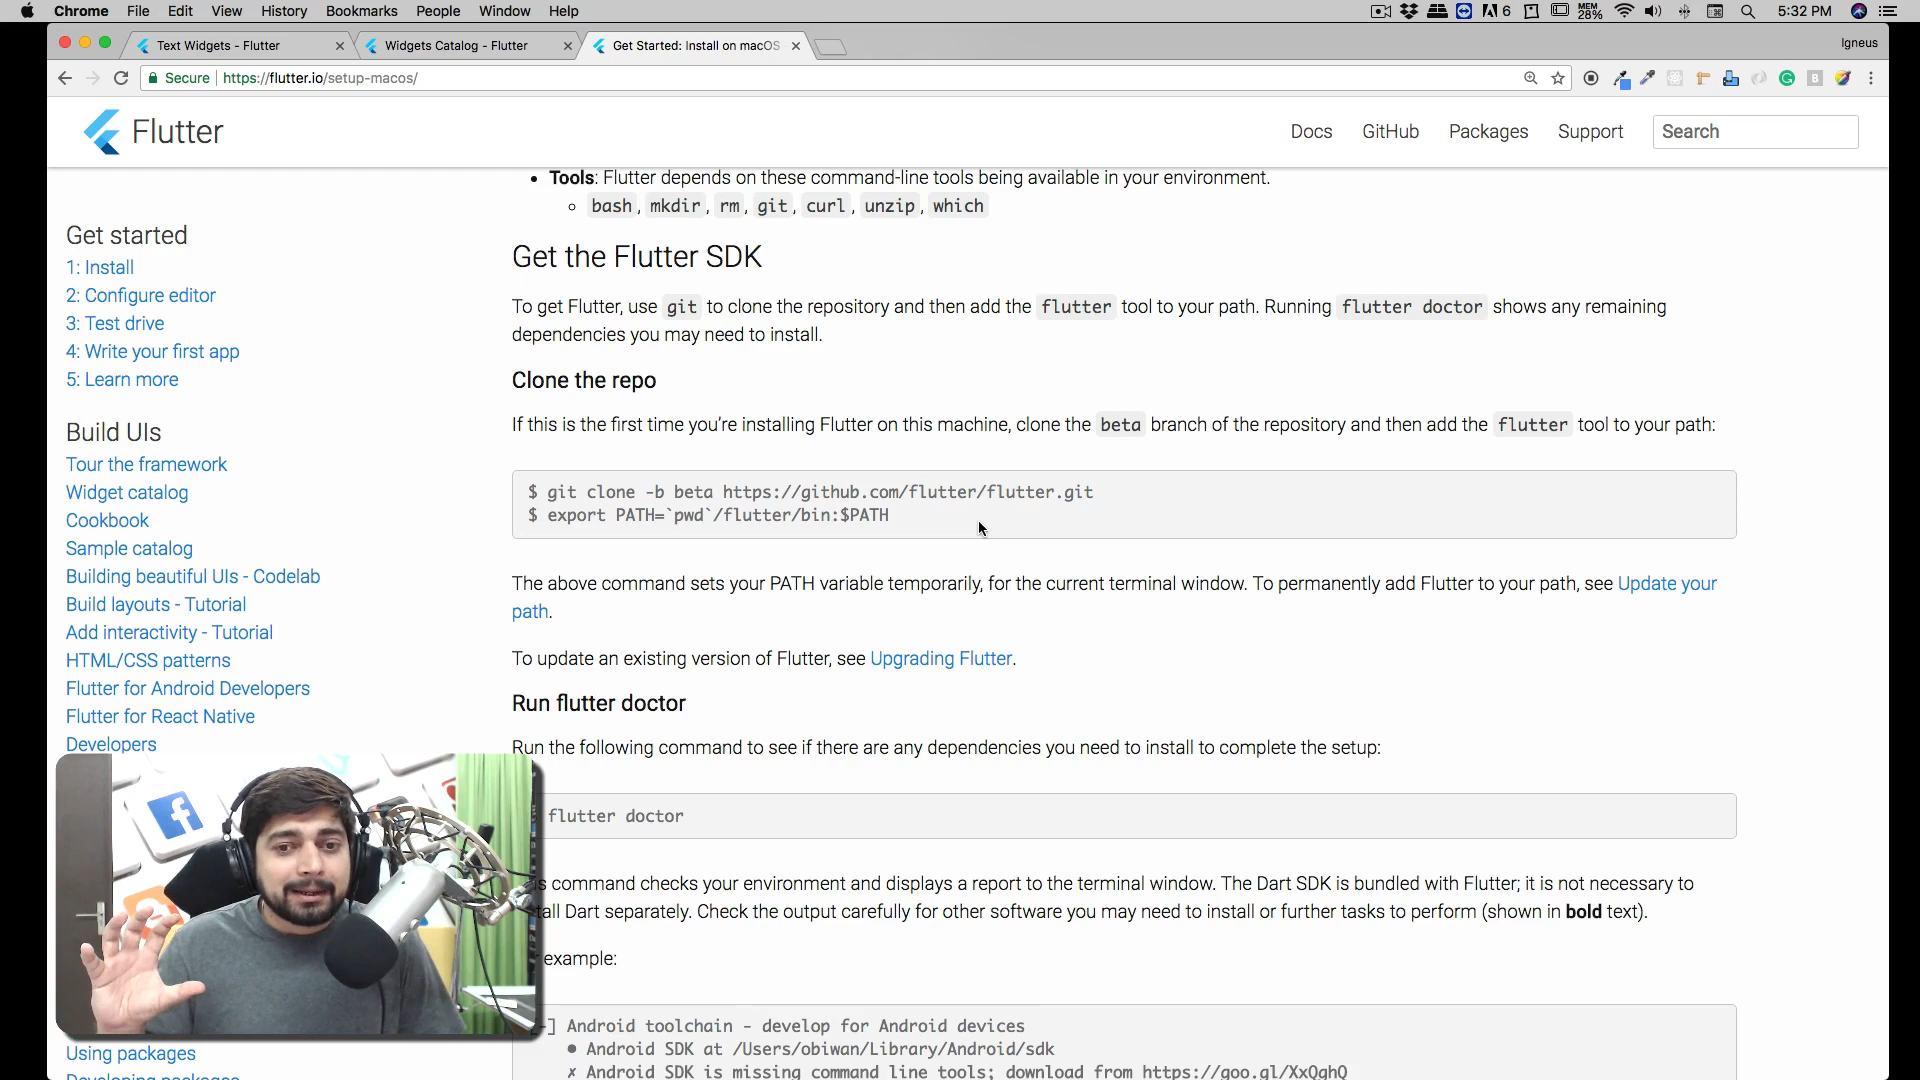 Chrome File Edit View History Bookmarks People Window Help 6 MEM 28% 5:32 PM
Text Widgets - Flutter Widgets Catalog - Flutter Get Started: Install on macOS Igneus
Secure https://flutter.io/setup-macos/
Flutter Docs GitHub Packages Support Search
Tools: Flutter depends on these command-line tools being available in your environment.
bash, mkdir, rm, git, curl, unzip, which
Get started
1: Install
2: Configure editor
3: Test drive
4: Write your first app
5: Learn more
Build UIs
Tour the framework
Widget catalog
Cookbook
Sample catalog
Building beautiful UIs - Codelab
Build layouts - Tutorial
Add interactivity - Tutorial
HTML/CSS patterns
Flutter for Android Developers
Flutter for React Native
Developers
Using packages
Developing packages
Get the Flutter SDK
To get Flutter, use git to clone the repository and then add the flutter tool to your path. Running flutter doctor shows any remaining
dependencies you may need to install.
Clone the repo
If this is the first time you’re installing Flutter on this machine, clone the beta branch of the repository and then add the flutter tool to your path:
$ git clone -b beta https://github.com/flutter/flutter.git
$ export PATH=`pwd`/flutter/bin:$PATH
The above command sets your PATH variable temporarily, for the current terminal window. To permanently add Flutter to your path, see Update your
path.
To update an existing version of Flutter, see Upgrading Flutter.
Run flutter doctor
Run the following command to see if there are any dependencies you need to install to complete the setup:
flutter doctor
command checks your environment and displays a report to the terminal window. The Dart SDK is bundled with Flutter; it is not necessary to
Dart separately. Check the output carefully for other software you may need to install or further tasks to perform (shown in bold text).
example:
] Android toolchain - develop for Android devices
● Android SDK at /Users/obiwan/Library/Android/sdk
✗ Android SDK is missing command line tools; download from https://goo.gl/XxQghQ